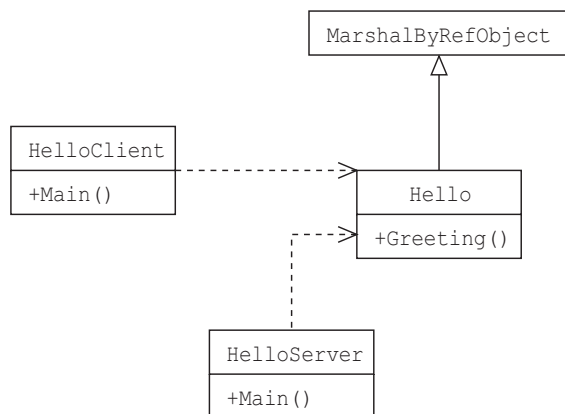 MarshalByRefObject
HelloClient
+Main()
Hello
+Greeting()
HelloServer
+Main()